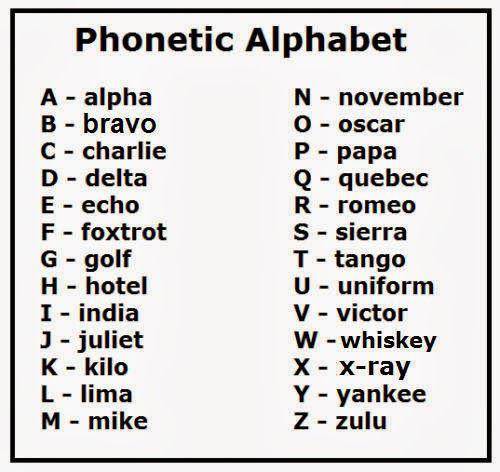 Phonetic Alphabet
A - alpha
B - bravo
C - charlie
D - delta
E - echo
F - foxtrot
G - golf
H - hotel
I - india
J - juliet
K - kilo
L - lima
M - mike
N - november
O - oscar
P - papa
Q - quebec
R - romeo
S - sierra
T - tango
U - uniform
V - victor
W - whiskey
X - x-ray
Y - yankee
Z - zulu